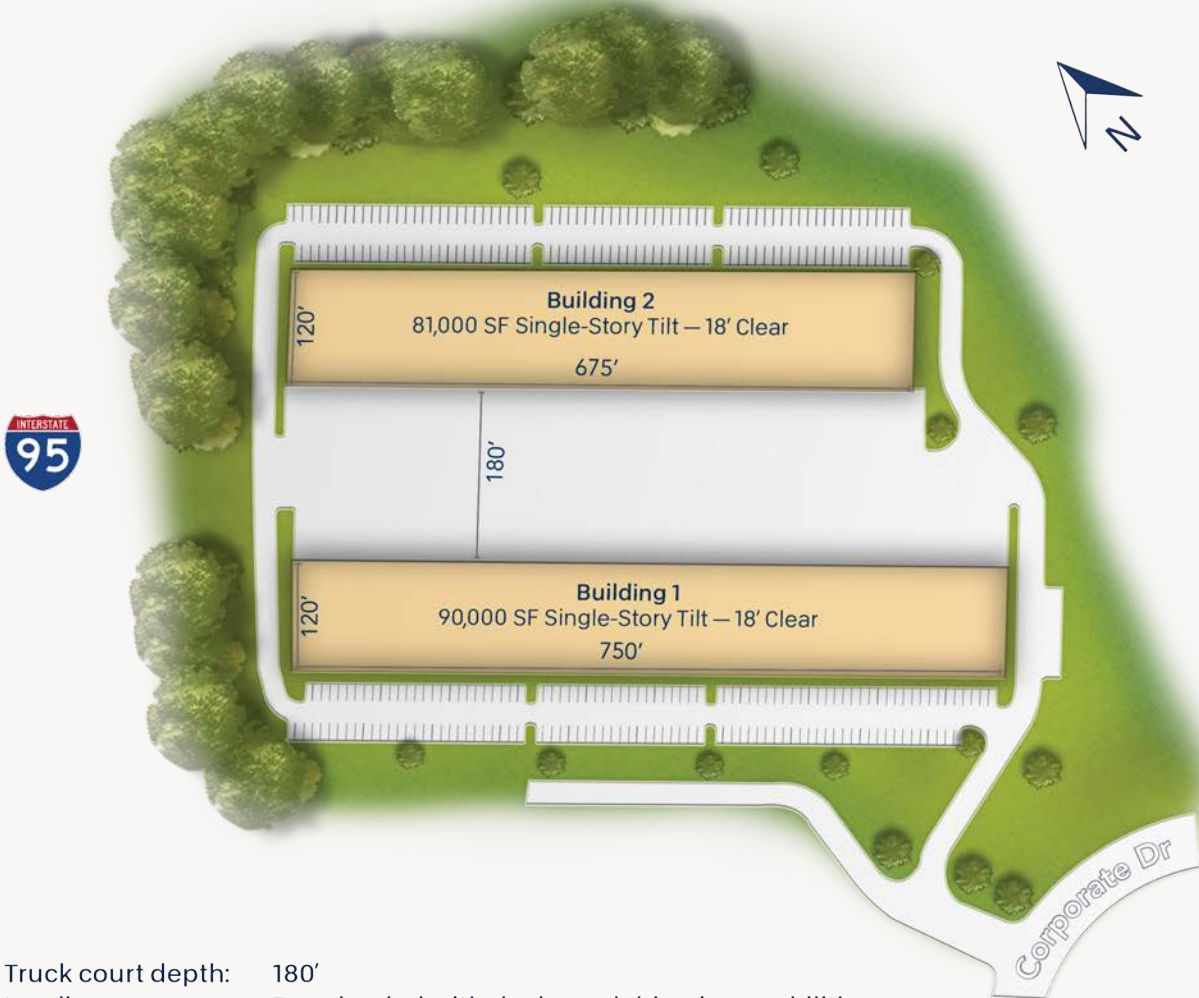 N
Building 2
81,000 SF Single-Story Tilt – 18’ Clear
120’
675’
INTERSTATE
95
180’
Building 1
90,000 SF Single-Story Tilt – 18’ Clear
120’
750’
Corporate Dr
Truck court depth: 180’